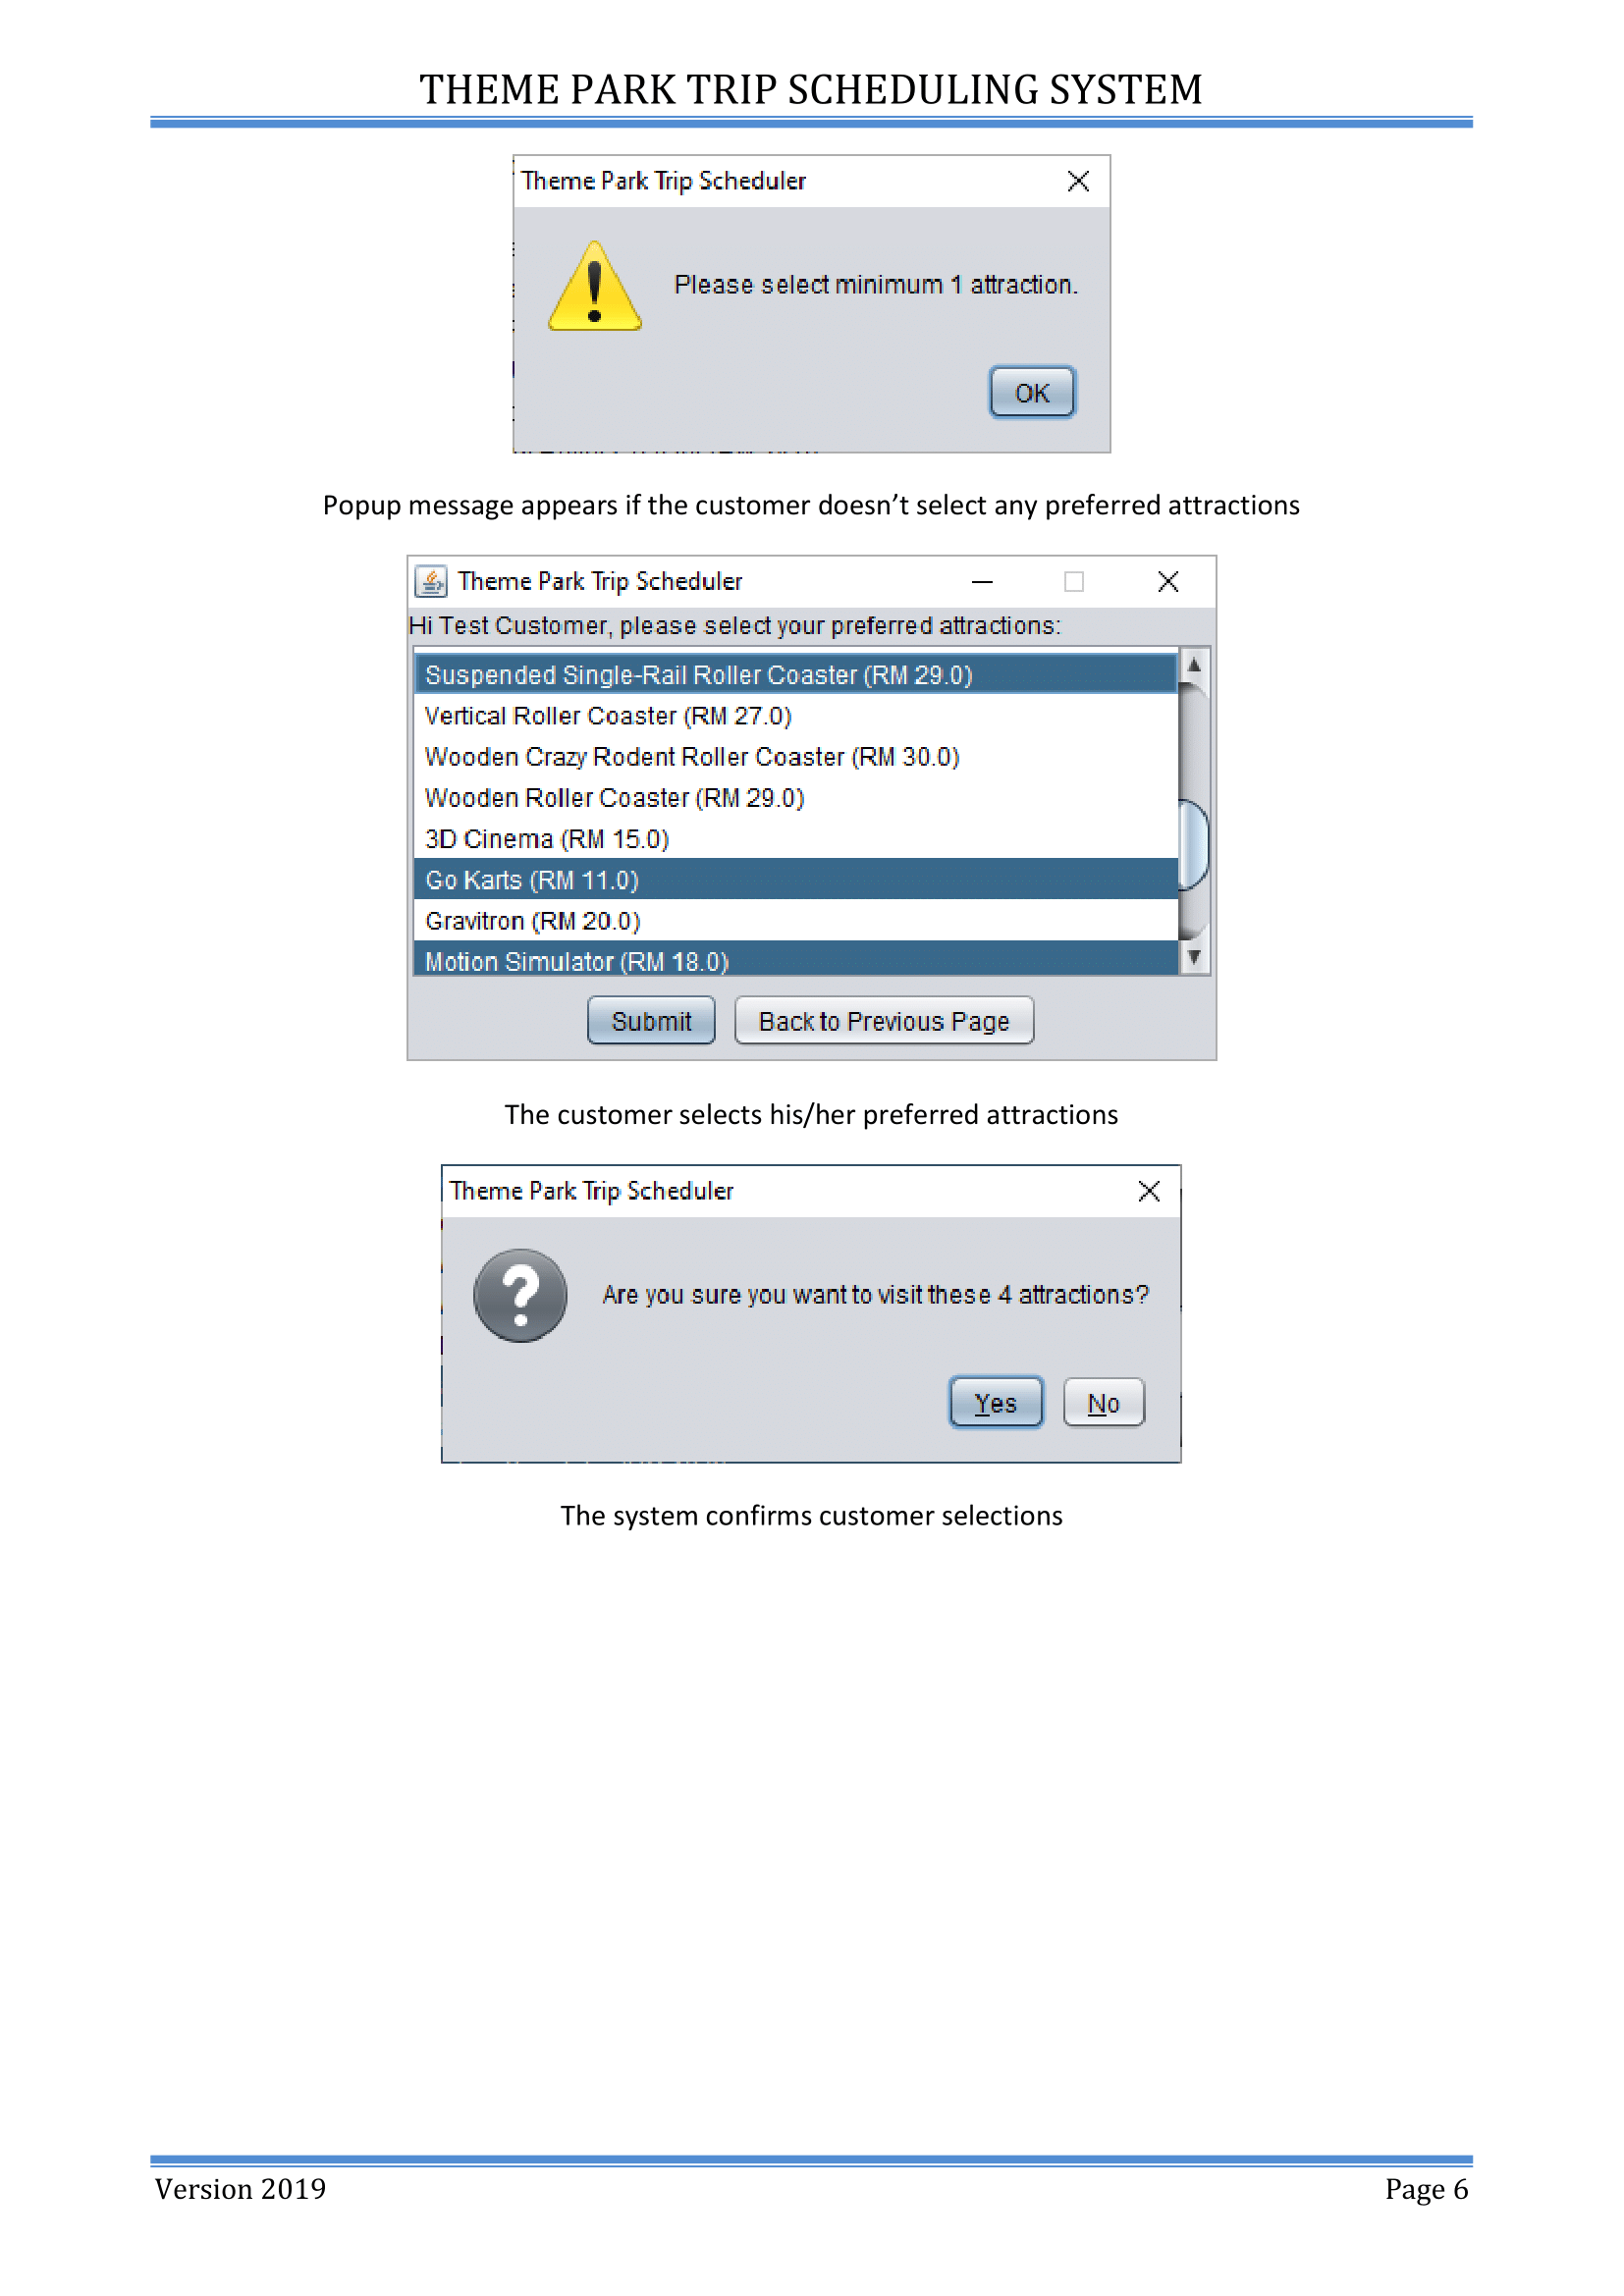 THEME PARK TRIP SCHEDULING SYSTEM
Theme Park Trip Scheduler
Please select minimum 1 attraction.
OK
Popup message appears if the customer doesn’t select any preferred attractions
Theme Park Trip Scheduler
Hi Test Customer, please select your preferred attractions:
Suspended Single-Rail Roller Coaster (RM 29.0)
Vertical Roller Coaster (RM 27.0)
Wooden Crazy Rodent Roller Coaster (RM 30.0)
Wooden Roller Coaster (RM 29.0)
3D Cinema (RM 15.0)
Go Karts (RM 11.0)
Gravitron (RM 20.0)
Motion Simulator (RM 18.0)
Submit Back to Previous Page
The customer selects his/her preferred attractions
Theme Park Trip Scheduler
Are you sure you want to visit these 4 attractions?
Yes No
The system confirms customer selections
Version 2019 Page 6